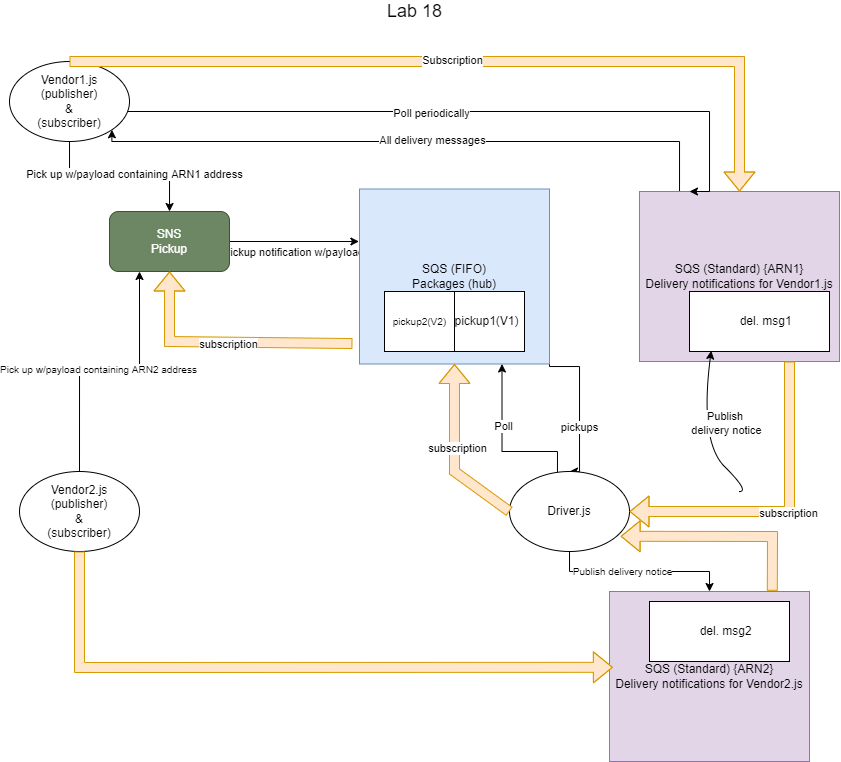 Lab 18
Subscription
Vendor1.js
(publisher)
&
(subscriber)
Poll periodically
All delivery messages
Pick up w/payload containing ARN1 address
SNS
Pickup
ickup notification w/payloa
SQS (FIFO)
Packages (hub)
pickup2(V2)
pickup1(V1)
SQS (Standard) {ARN1}
Delivery notifications for Vendor1.js
del. msg1
subscription
Pick up w/payload containing ARN2 address
Publish
delivery notice
Poll
pickups
subscription
Vendor2.js
(publisher)
&
(subscriber)
Driver.js
subscription
Publish delivery notice
del. msg2
SQS (Standard) {ARN2}
Delivery notifications for Vendor2.js